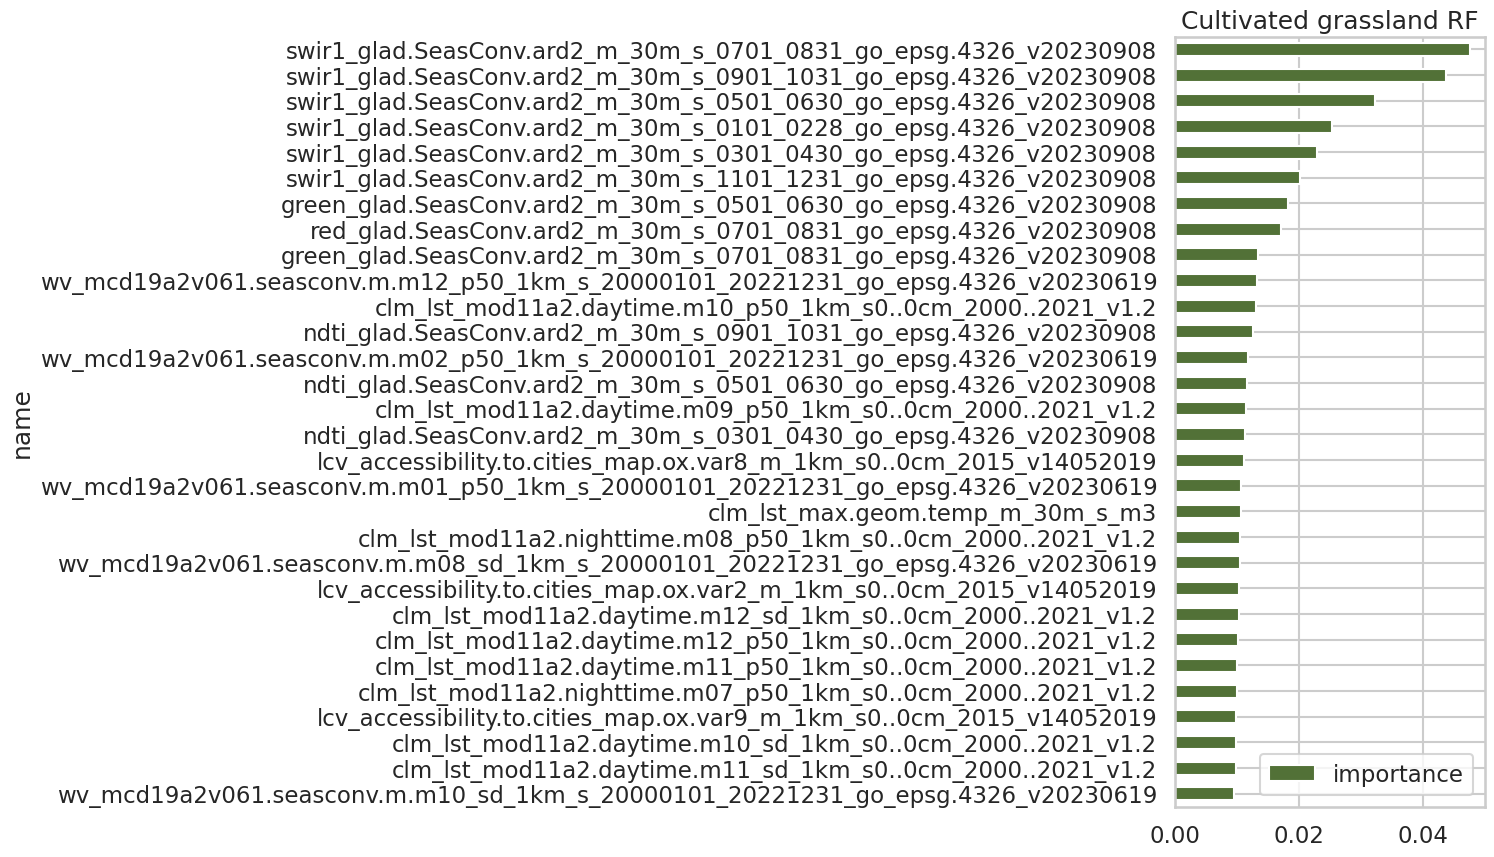 Cultivated grassland RF
name
swir1_glad.SeasConv.ard2_m_30m_s_0701_0831_go_epsg.4326_v20230908
swir1_glad.SeasConv.ard2_m_30m_s_0901_1031_go_epsg.4326_v20230908
swir1_glad.SeasConv.ard2_m_30m_s_0501_0630_go_epsg.4326_v20230908
swir1_glad.SeasConv.ard2_m_30m_s_0101_0228_go_epsg.4326_v20230908
swir1_glad.SeasConv.ard2_m_30m_s_0301_0430_go_epsg.4326_v20230908
swir1_glad.SeasConv.ard2_m_30m_s_1101_1231_go_epsg.4326_v20230908
green_glad.SeasConv.ard2_m_30m_s_0501_0630_go_epsg.4326_v20230908
red_glad.SeasConv.ard2_m_30m_s_0701_0831_go_epsg.4326_v20230908
green_glad.SeasConv.ard2_m_30m_s_0701_0831_go_epsg.4326_v20230908
wv_mcd19a2v061.seasconv.m.m12_p50_1km_s_20000101_20221231_go_epsg.4326_v20230619
clm_lst_mod11a2.daytime.m10_p50_1km_s0..0cm_2000..2021_v1.2
ndti_glad.SeasConv.ard2_m_30m_s_0901_1031_go_epsg.4326_v20230908
wv_mcd19a2v061.seasconv.m.m02_p50_1km_s_20000101_20221231_go_epsg.4326_v20230619
ndti_glad.SeasConv.ard2_m_30m_s_0501_0630_go_epsg.4326_v20230908
clm_lst_mod11a2.daytime.m09_p50_1km_s0..0cm_2000..2021_v1.2
ndti_glad.SeasConv.ard2_m_30m_s_0301_0430_go_epsg.4326_v20230908
lcv_accessibility.to.cities_map.ox.var8_m_1km_s0..0cm_2015_v14052019
wv_mcd19a2v061.seasconv.m.m01_p50_1km_s_20000101_20221231_go_epsg.4326_v20230619
clm_lst_max.geom.temp_m_30m_s_m3
clm_lst_mod11a2.nighttime.m08_p50_1km_s0..0cm_2000..2021_v1.2
wv_mcd19a2v061.seasconv.m.m08_sd_1km_s_20000101_20221231_go_epsg.4326_v20230619
lcv_accessibility.to.cities_map.ox.var2_m_1km_s0..0cm_2015_v14052019
clm_lst_mod11a2.daytime.m12_sd_1km_s0..0cm_2000..2021_v1.2
clm_lst_mod11a2.daytime.m12_p50_1km_s0..0cm_2000..2021_v1.2
clm_lst_mod11a2.daytime.m11_p50_1km_s0..0cm_2000..2021_v1.2
clm_lst_mod11a2.nighttime.m07_p50_1km_s0..0cm_2000..2021_v1.2
lcv_accessibility.to.cities_map.ox.var9_m_1km_s0..0cm_2015_v14052019
clm_lst_mod11a2.daytime.m10_sd_1km_s0..0cm_2000..2021_v1.2
clm_lst_mod11a2.daytime.m11_sd_1km_s0..0cm_2000..2021_v1.2
wv_mcd19a2v061.seasconv.m.m10_sd_1km_s_20000101_20221231_go_epsg.4326_v20230619
importance
0.00 0.02 0.04